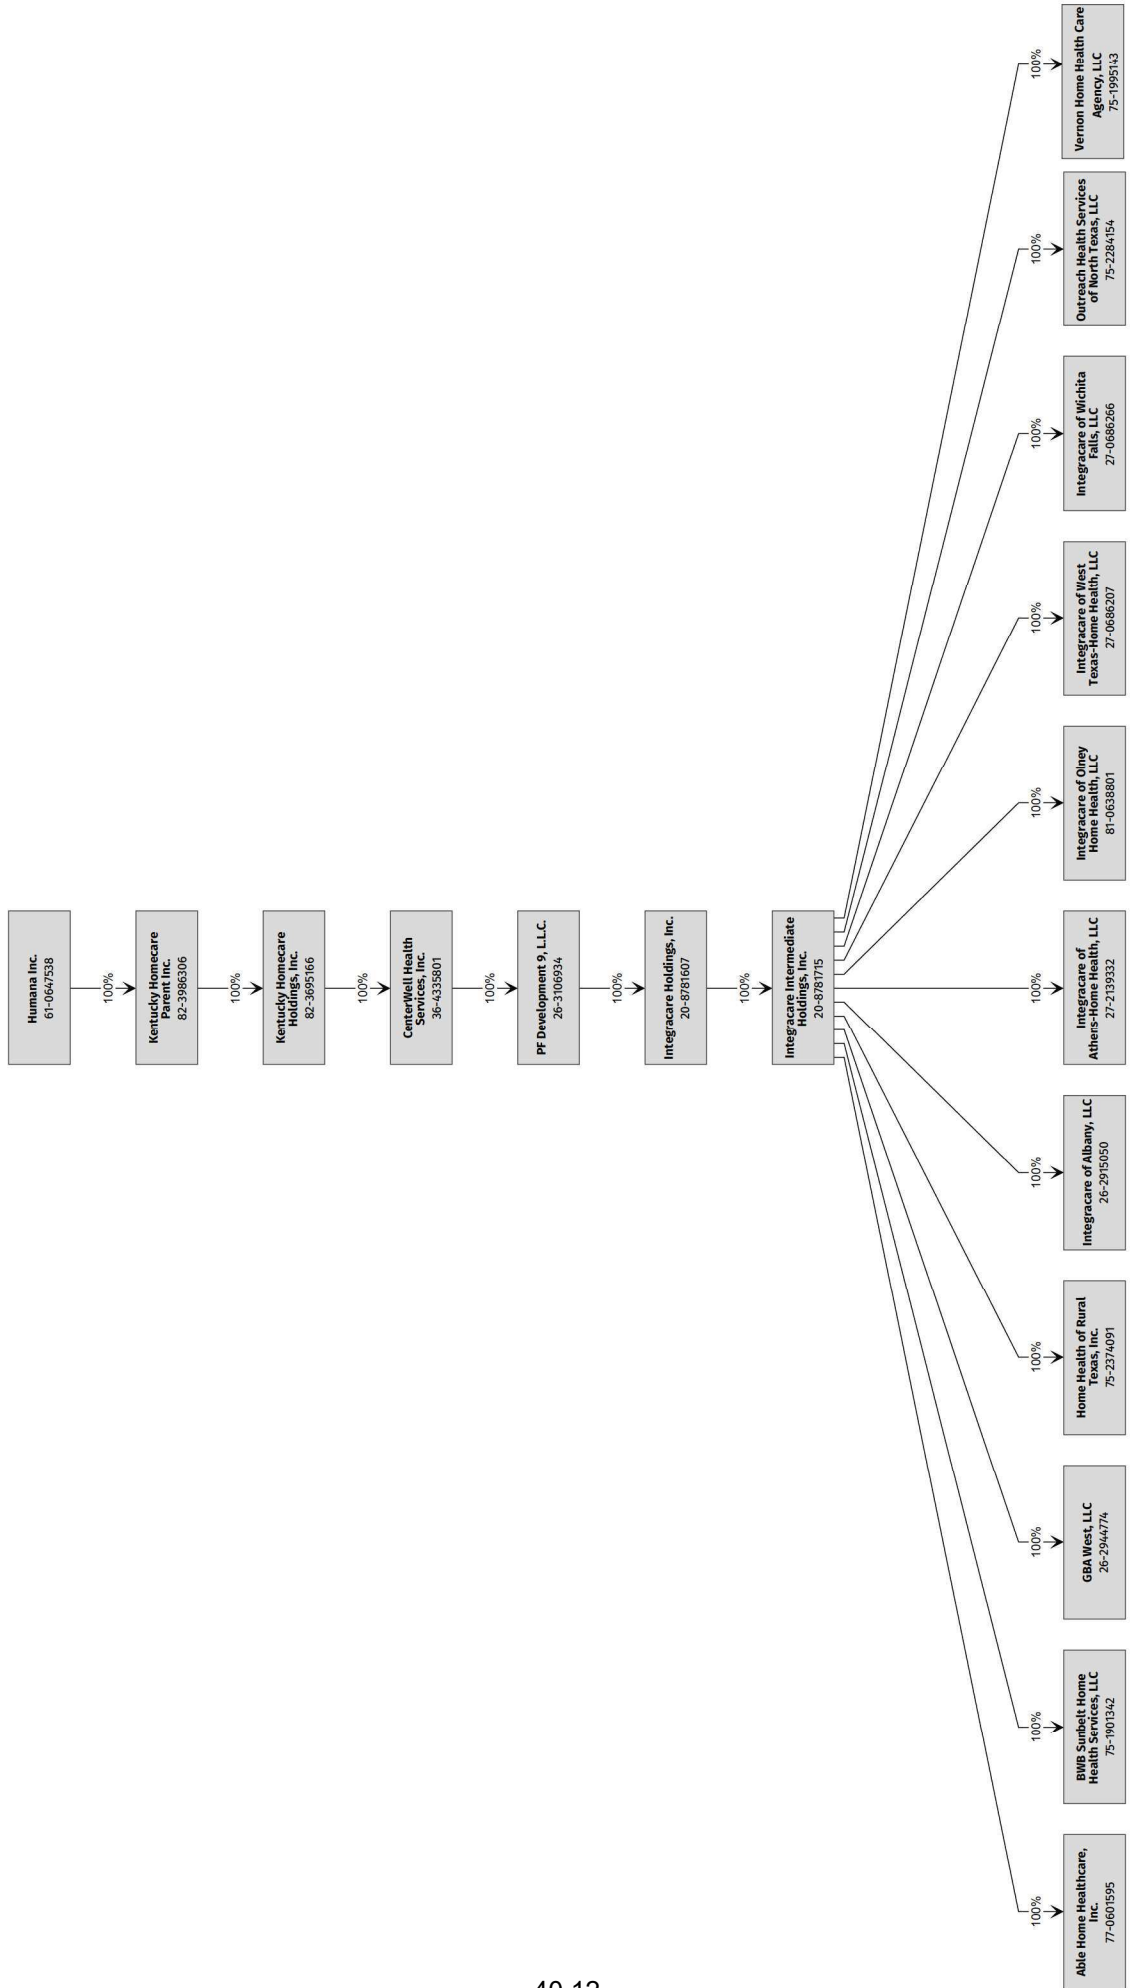 Humana Inc.
61-0647538
100%
Kentucky Homecare
Parent Inc.
82-3986306
100%
Kentucky Homecare
Holdings, Inc.
82-3695166
100%
CenterWell Health
Services, Inc.
36-4335801
100%
PF Development 9, L.L.C.
26-3106934
100%
Integracare Holdings, Inc.
20-8781607
100%
Integracare Intermediate
Holdings, Inc.
20-8781715
100%
Able Home Healthcare,
Inc.
77-0601595
100%
BWB Sunbelt Home
Health Services, LLC
75-1901342
100%
GBA West, LLC
26-2944774
100%
Home Health of Rural
Texas, Inc.
75-2374091
100%
Integracare of Albany, LLC
26-2915050
100%
Integracare of
Athens-Home Health, LLC
27-2139332
100%
Integracare of Olney
Home Health, LLC
81-0638801
100%
Integracare of West
Texas-Home Health, LLC
27-0686207
100%
Integracare of Wichita
Falls, LLC
27-0686266
100%
Outreach Health Services
of North Texas, LLC
75-2284154
100%
Vernon Home Health Care
Agency, LLC
75-1995143